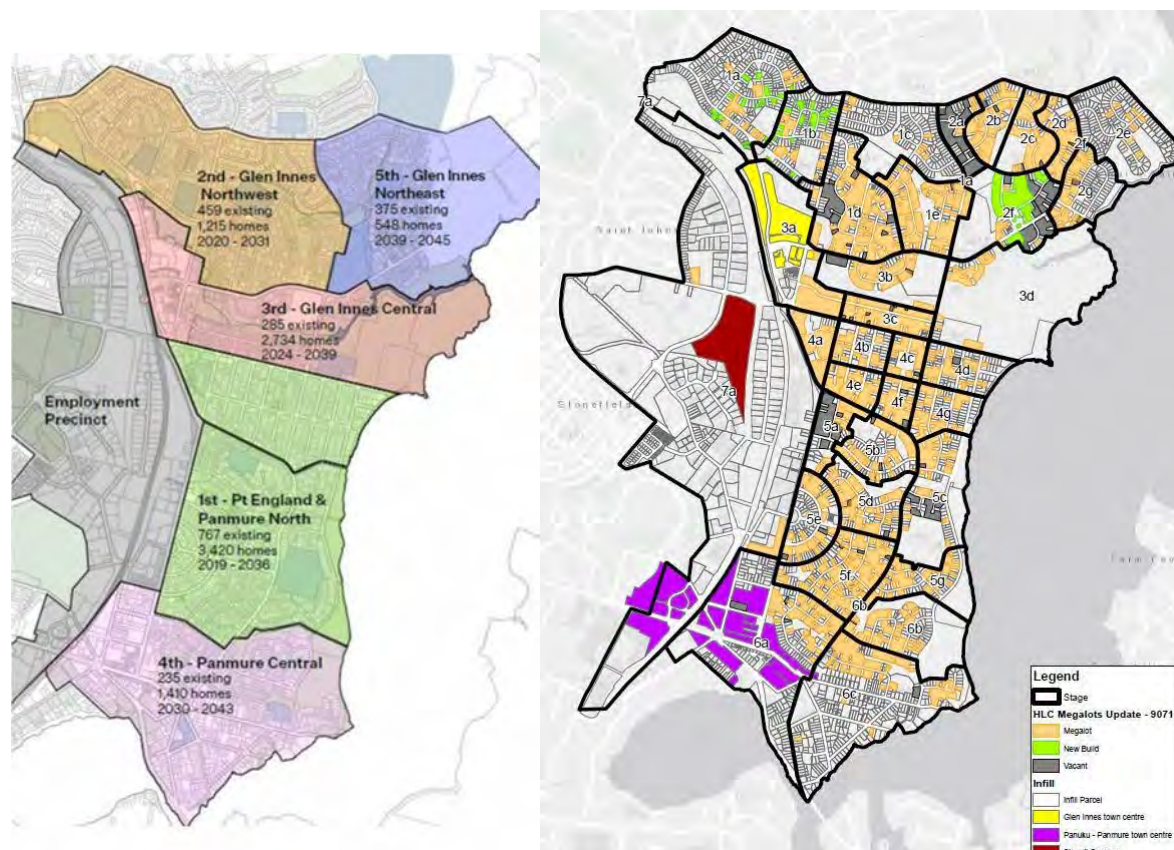 2nd - Glen Innes
Northwest
459 existing
1,215 homes
2020 - 2031
5th - Glen Innes
Northeast
375 existing
548 homes
2039 - 2045
3rd - Glen Innes Central
285 existing
2,734 homes
2024 - 2039
Employment
Precinct
1st - Pt England &
Panmure North
767 existing
3,420 homes
2019 - 2036
4th - Panmure Central
235 existing
1,410 homes
2030 - 2043
1a
7a
1b
1c
2a
2b
2c
2d
2e
1a
2g
2f
1d
1e
3a
3b
3d
3c
4a
4b
4c
4d
4e
4f
4g
7a
5a
5b
5c
5d
5e
5f
5g
6b
6b
6a
6c
Saint John
Stonefields
Legend
Stage
HLC Megalots Update - 9071
Megalot
New Build
Vacant
Infill
Infill Parcel
Glen Innes town centre
Panuku - Panmure town centre